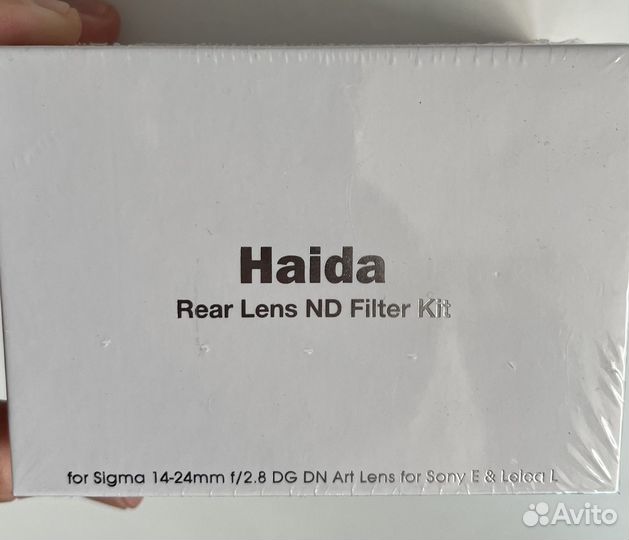 Haida
Rear Lens ND Filter Kit
for Sigma 14-24mm f/2.8 DG DN Art Lens for Sony E & Leica L
Avito